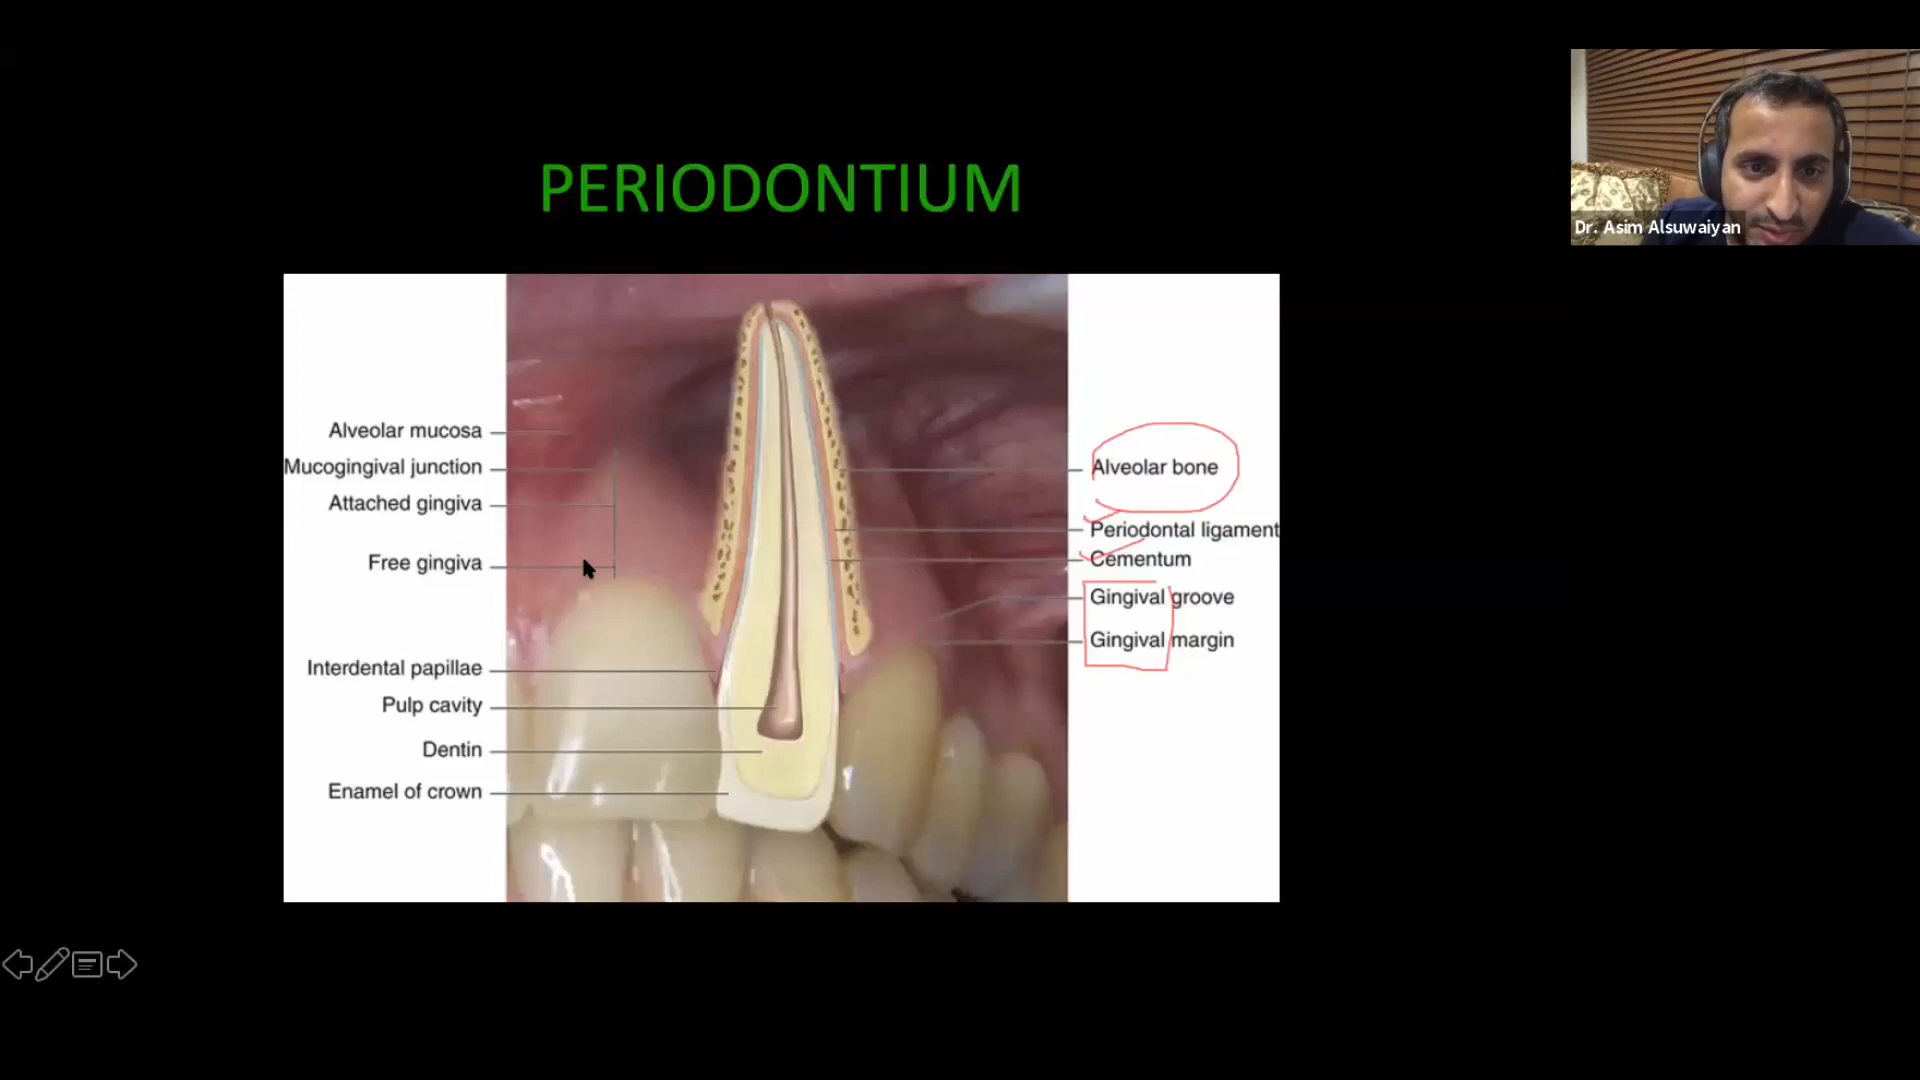 PERIODONTIUM
Dr. Asim Alsuwaiyan
Alveolar mucosa
Mucogingival junction
Attached gingiva
Free gingiva
Interdental papillae
Pulp cavity
Dentin
Enamel of crown
Alveolar bone
Periodontal ligament
Cementum
Gingival groove
Gingival margin